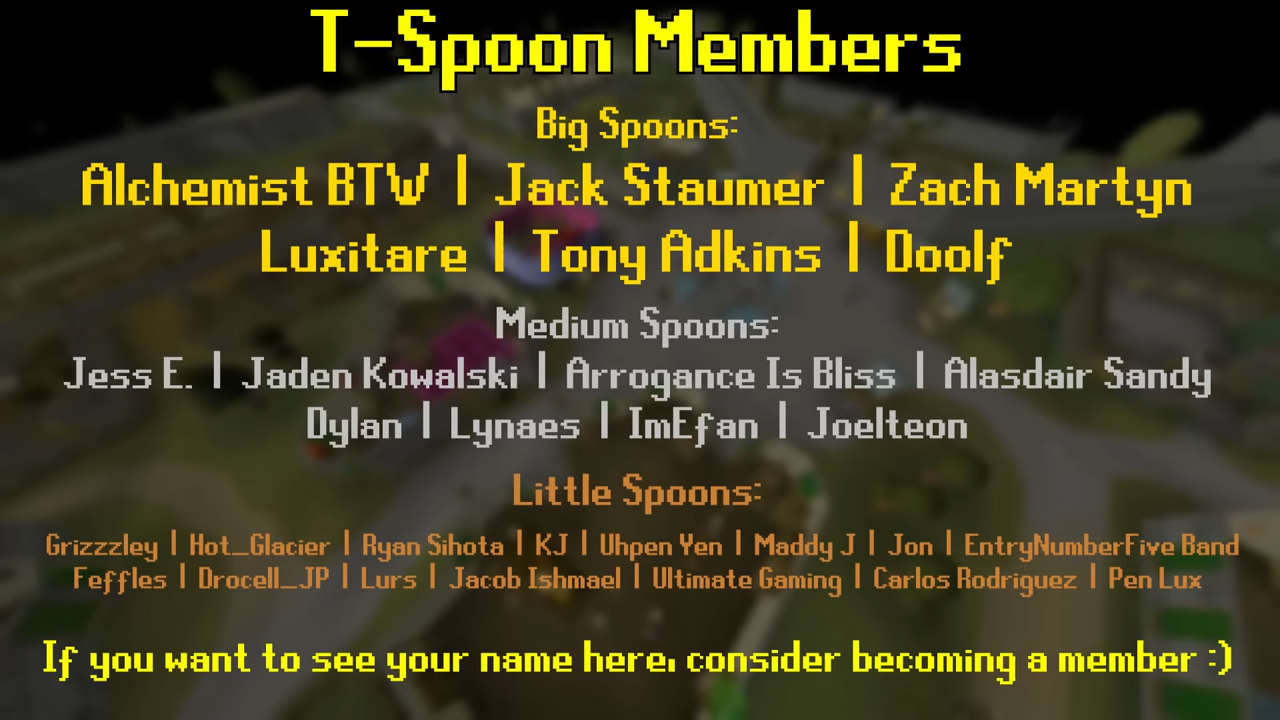 T-Spoon Members
Big Spoons:
Alchemist BTW | Jack Staumer | Zach Martyn
Luxitare | Tony Adkins | Doolf
Medium Spoons:
Jess E. | Jaden Kowalski | Arrogance Is Bliss | Alasdair Sandy
Dylan | Lynaes | ImEfan | Joelteon
Little Spoons:
Grizzzley | Hot_Glacier | Ryan Sihota | KJ | Uhpen Yen | Maddy J | Jon | EntryNumberFive Band
Feffles | Drocell_JP | Lurs | Jacob Ishmael | Ultimate Gaming | Carlos Rodriguez | Pen Lux
If you want to see your name here, consider becoming a member :)